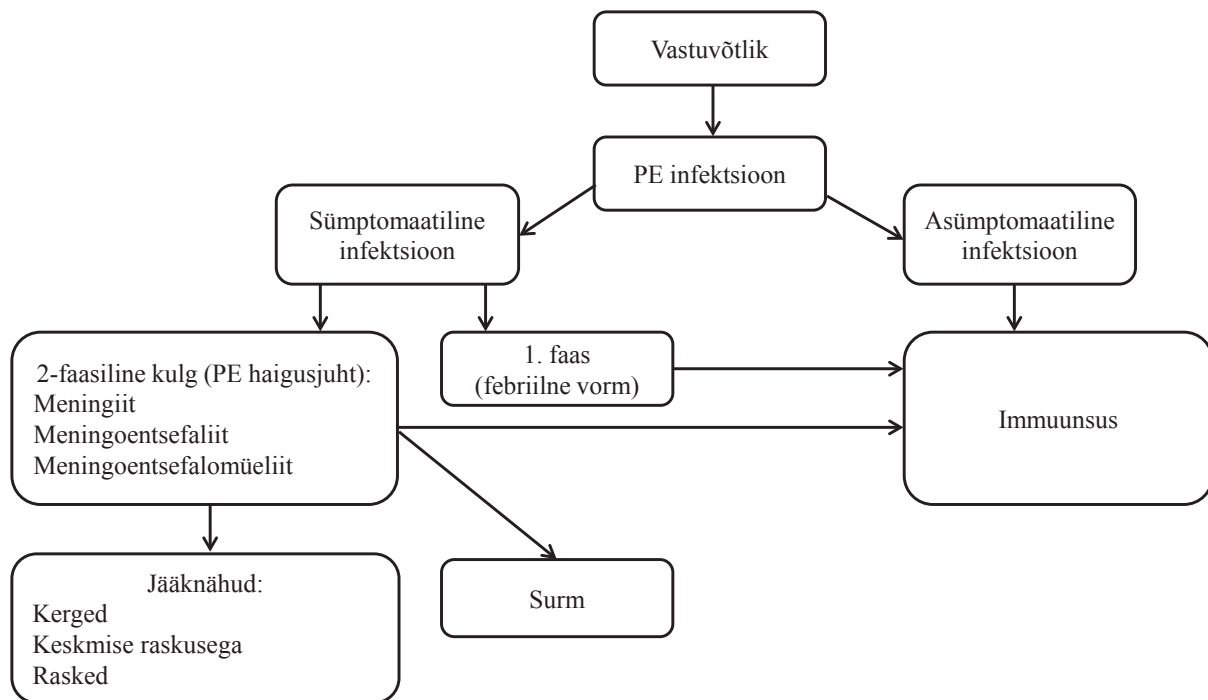 Vastuvõtlik
PE infektsioon
Sümptomaatiline
infektsioon
Asümptomaatiline
infektsioon
2-faasiline kulg (PE haigusjuht):
Meningiit
Meningoentsefaliit
Meningoentsefalomüeliit
1. faas
(febriilne vorm)
Immuunsus
Jääknähud:
Kerged
Keskmise raskusega
Rasked
Surm